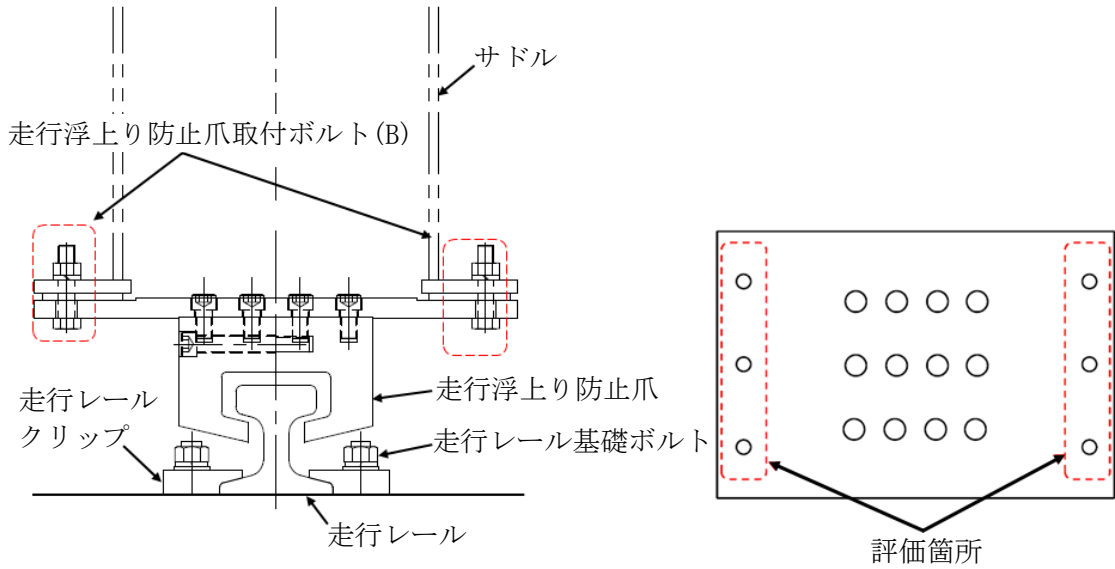 サドル
走行浮上り防止爪取付ボルト(B)
走行浮上り防止爪
走行レール
クリップ
走行レール基礎ボルト
走行レール
評価箇所